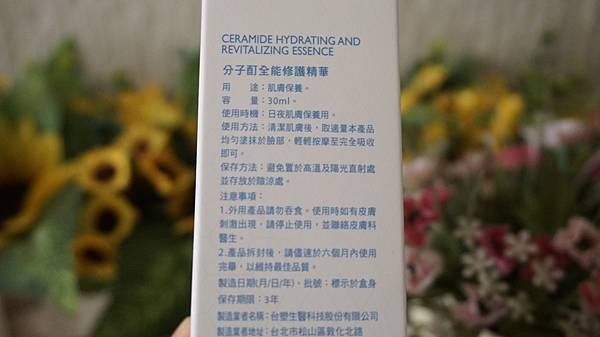 CERAMIDE HYDRATING AND
REVITALIZING ESSENCE
分子酊全能修護精華
用　　途：肌膚保養。
容　　量：30ml。
使用時機：日夜肌膚保養用。
使用方法：清潔肌膚後，取適量本產品
均勻塗抹於臉部，輕輕按摩至完全吸收
即可。
保存方法：避免置於高溫及陽光直射處
並存放於陰涼處。
注意事項：
1.外用產品請勿吞食。使用時如有皮膚
刺激出現，請停止使用，並聯絡皮膚科
醫生。
2.產品拆封後，請儘速於六個月內使用
完畢，以維持最佳品質。
製造日期(月/日/年)、批號：標示於盒身
保存期限：3年
製造業者名稱：台塑生醫科技股份有限公司
製造業者地址：台北市松山區敦化北路